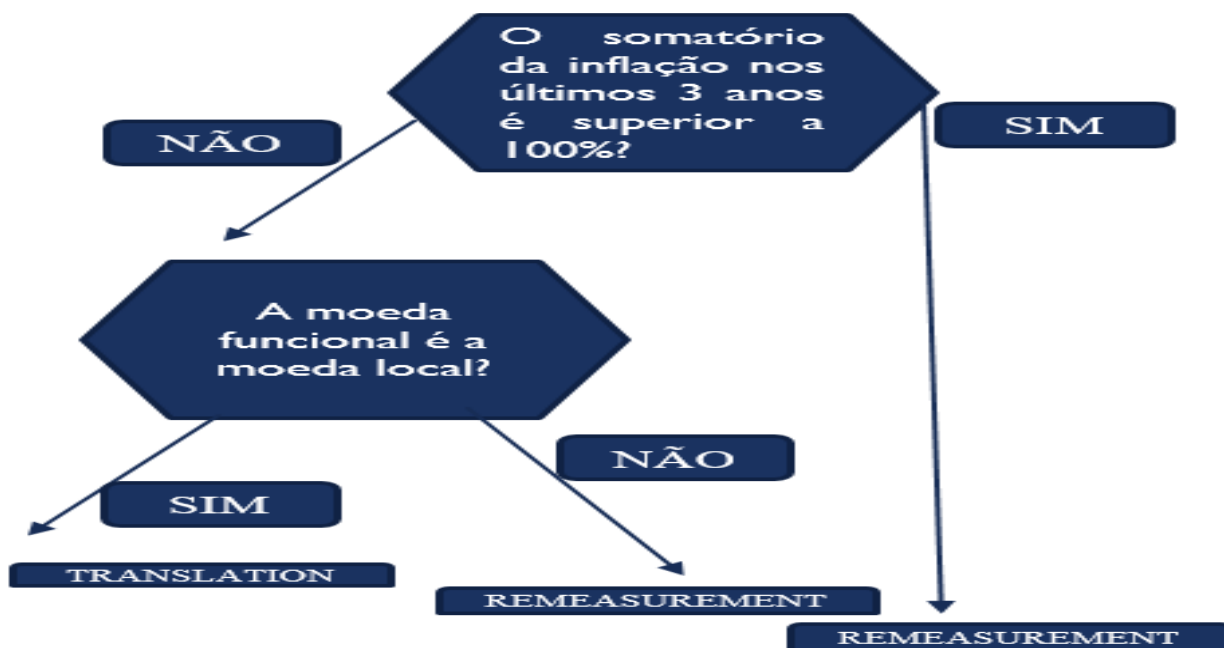 O somatório
da inflação nos
últimos 3 anos
é superior a
100%?
NÃO
SIM
A moeda
funcional é a
moeda local?
NÃO
SIM
TRANSLATION
REMEASUREMENT
REMEASUREMENT